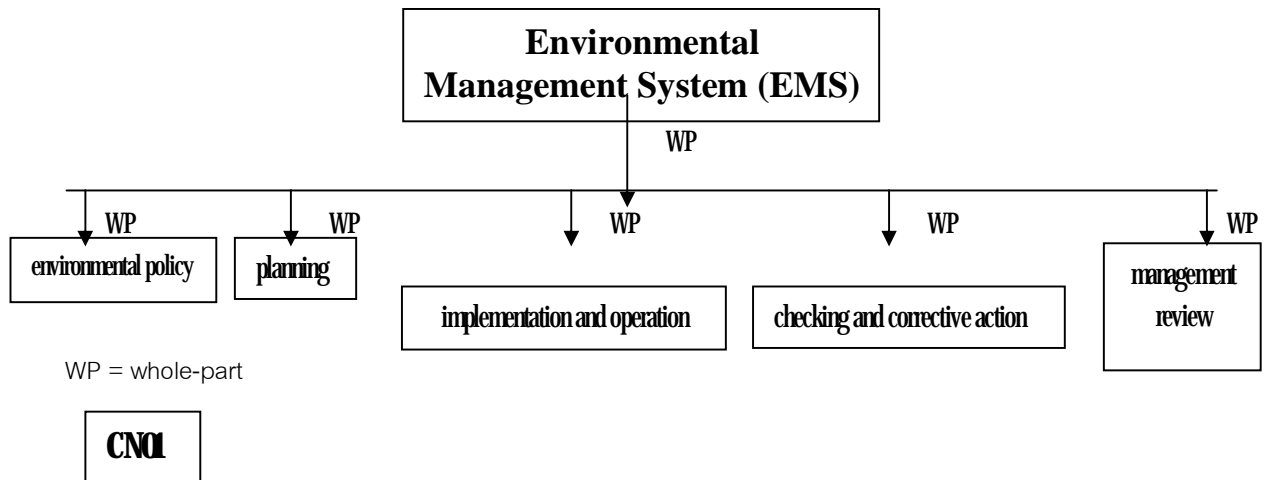 Environmental
Management System (EMS)
WP
WP
WP
WP
WP
WP
environmental policy
planning
implementation and operation
checking and corrective action
management
review
WP = whole-part
CN01